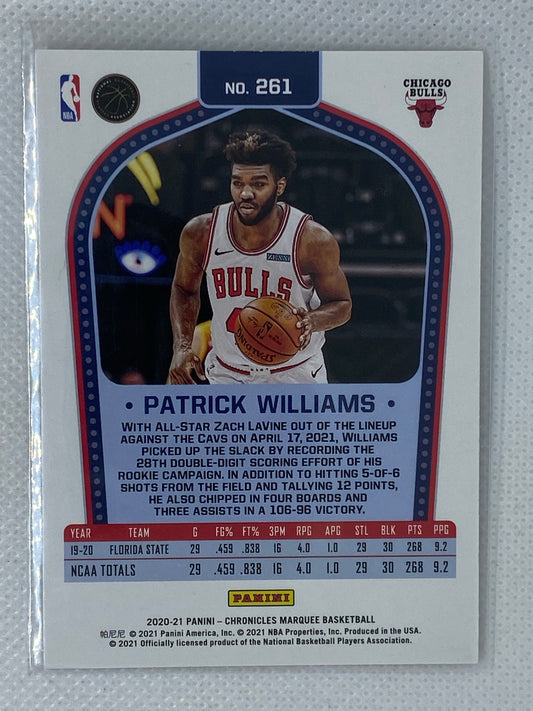 NO. 261
NBA
CHICAGO
BULLS
N
ZENNI
BULLS
SPALDING
• PATRICK WILLIAMS •
WITH ALL-STAR ZACH LAVINE OUT OF THE LINEUP
AGAINST THE CAVS ON APRIL 17, 2021, WILLIAMS
PICKED UP THE SLACK BY RECORDING THE
28TH DOUBLE-DIGIT SCORING EFFORT OF HIS
ROOKIE CAMPAIGN. IN ADDITION TO HITTING 5-OF-6
SHOTS FROM THE FIELD AND TALLYING 12 POINTS,
HE ALSO CHIPPED IN FOUR BOARDS AND
THREE ASSISTS IN A 106-96 VICTORY.
YEAR TEAM G FG% FT% 3PM RPG APG STL BLK PTS PPG
19-20 FLORIDA STATE 29 .459 .838 16 4.0 1.0 29 30 268 9.2
NCAA TOTALS 29 .459 .838 16 4.0 1.0 29 30 268 9.2
PANINI
2020-21 PANINI – CHRONICLES MARQUEE BASKETBALL
帕尼尼 © 2021 Panini America, Inc. © 2021 NBA Properties, Inc. Produced in the USA.
© 2021 Officially licensed product of the National Basketball Players Association.